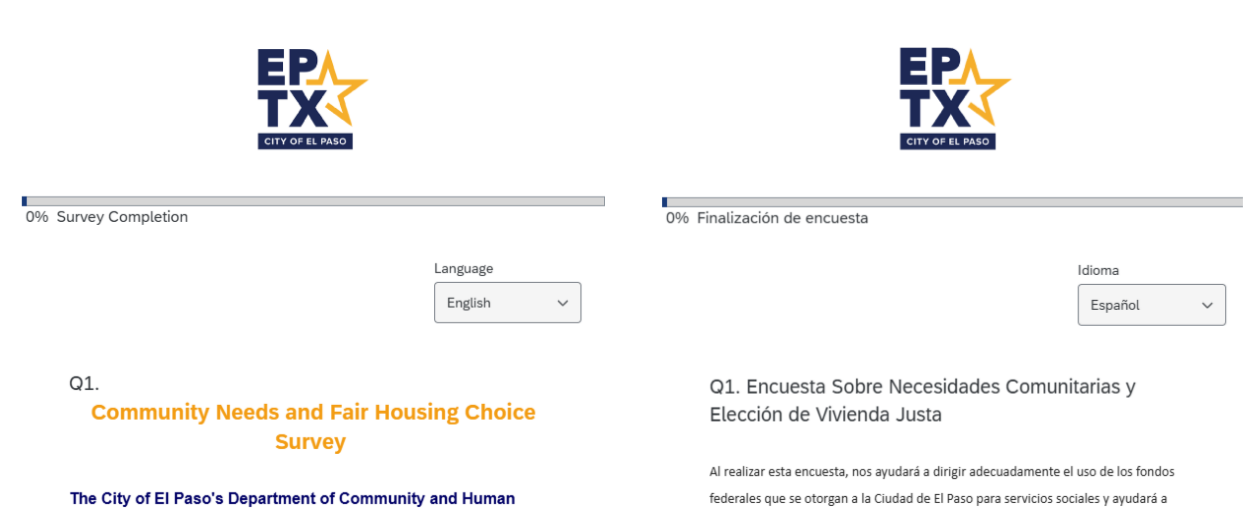 EP
TX
CITY OF EL PASO
0% Survey Completion
Language
English
Q1.
Community Needs and Fair Housing Choice
Survey
The City of El Paso's Department of Community and Human
EP
TX
CITY OF EL PASO
0% Finalización de encuesta
Idioma
Español
Q1. Encuesta Sobre Necesidades Comunitarias y
Elección de Vivienda Justa
Al realizar esta encuesta, nos ayudará a dirigir adecuadamente el uso de los fondos
federales que se otorgan a la Ciudad de El Paso para servicios sociales y ayudará a